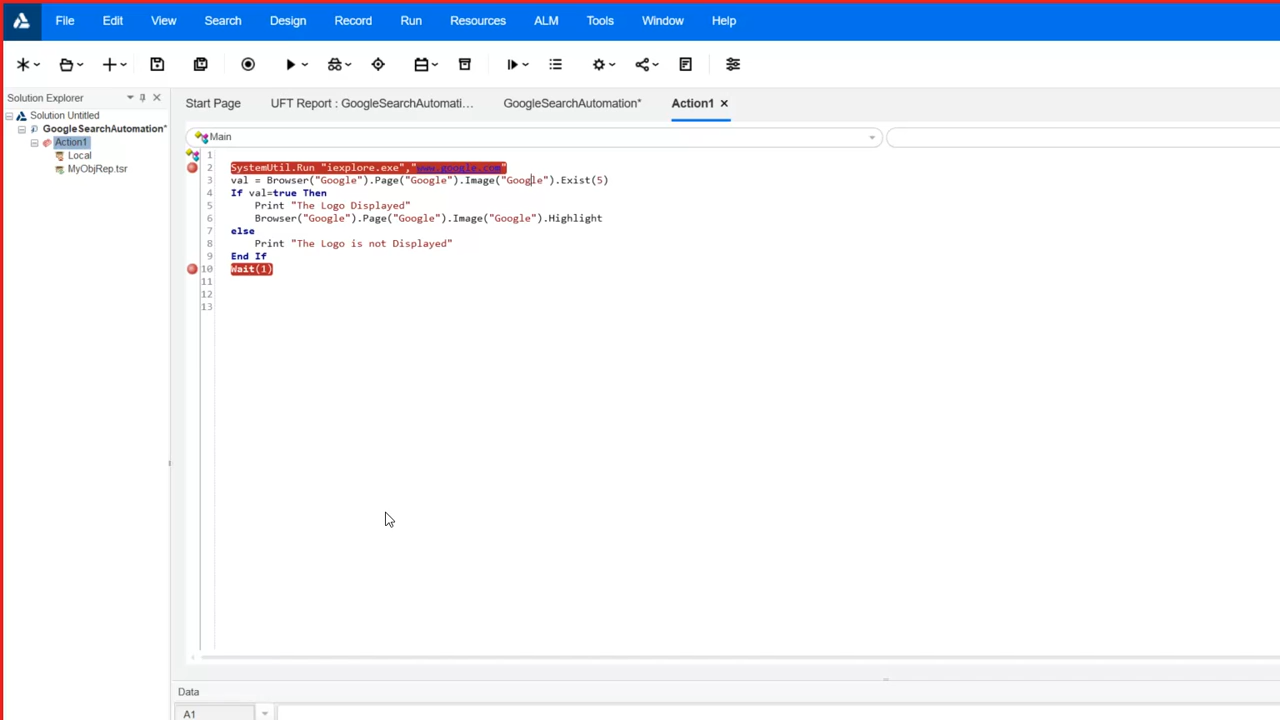 File Edit View Search Design Record Run Resources ALM Tools Window Help
Solution Explorer
Start Page UFT Report : GoogleSearchAutomati... GoogleSearchAutomation* Action1
Solution Untitled
GoogleSearchAutomation*
Action1
Local
MyObjRep.tsr
Main
1
2 SystemUtil.Run "iexplore.exe","www.google.com"
3 val = Browser("Google").Page("Google").Image("Google").Exist(5)
4 If val=true Then
5 Print "The Logo Displayed"
6 Browser("Google").Page("Google").Image("Google").Highlight
7 else
8 Print "The Logo is not Displayed"
9 End If
10 Wait(1)
11
12
13
Data
A1